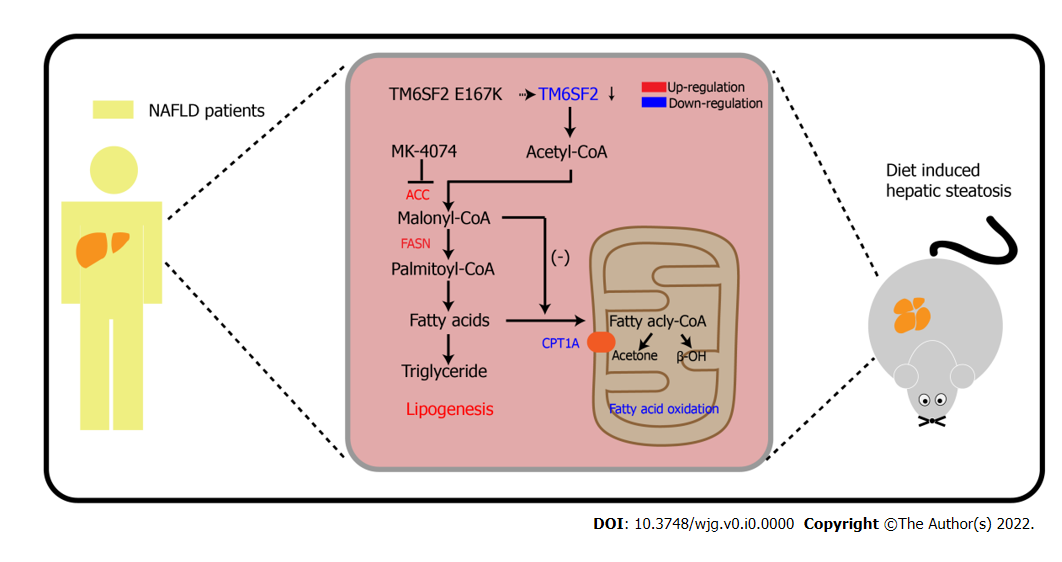 NAFLD patients
TM6SF2 E167K
TM6SF2 ↓
Up-regulation
Down-regulation
MK-4074
Acetyl-CoA
ACC
Malonyl-CoA
FASN
(-)
Palmitoyl-CoA
Fatty acids
Fatty acly-CoA
CPT1A
Acetone
β-OH
Triglyceride
Lipogenesis
Fatty acid oxidation
Diet induced
hepatic steatosis
DOI: 10.3748/wjg.v0.i0.0000 Copyright ©The Author(s) 2022.